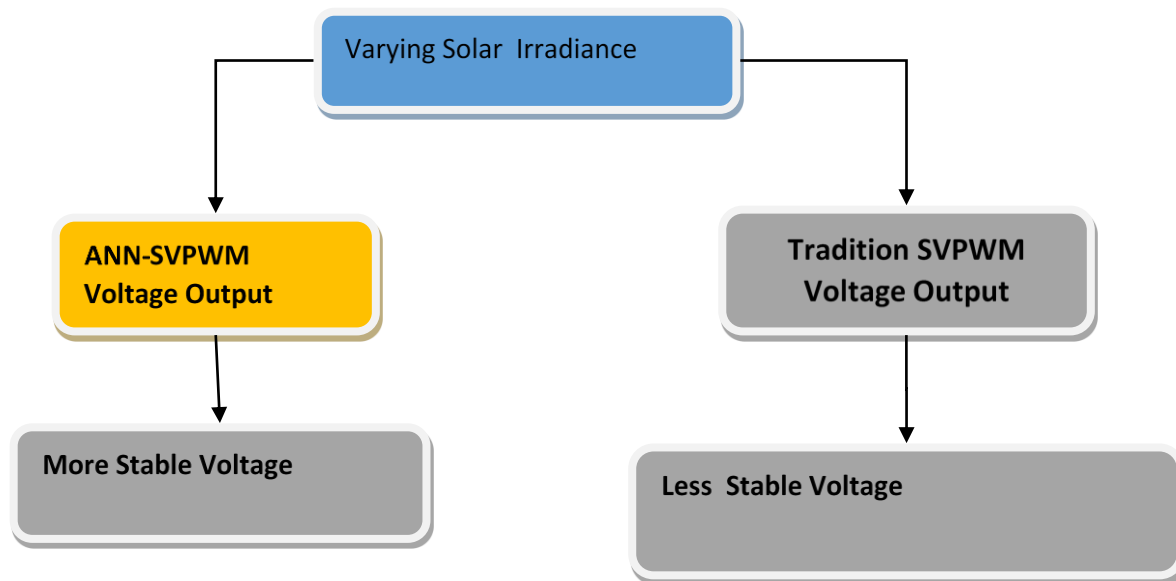 Varying Solar  Irradiance
ANN-SVPWM
Voltage Output
Tradition SVPWM
Voltage Output
More Stable Voltage
Less  Stable Voltage